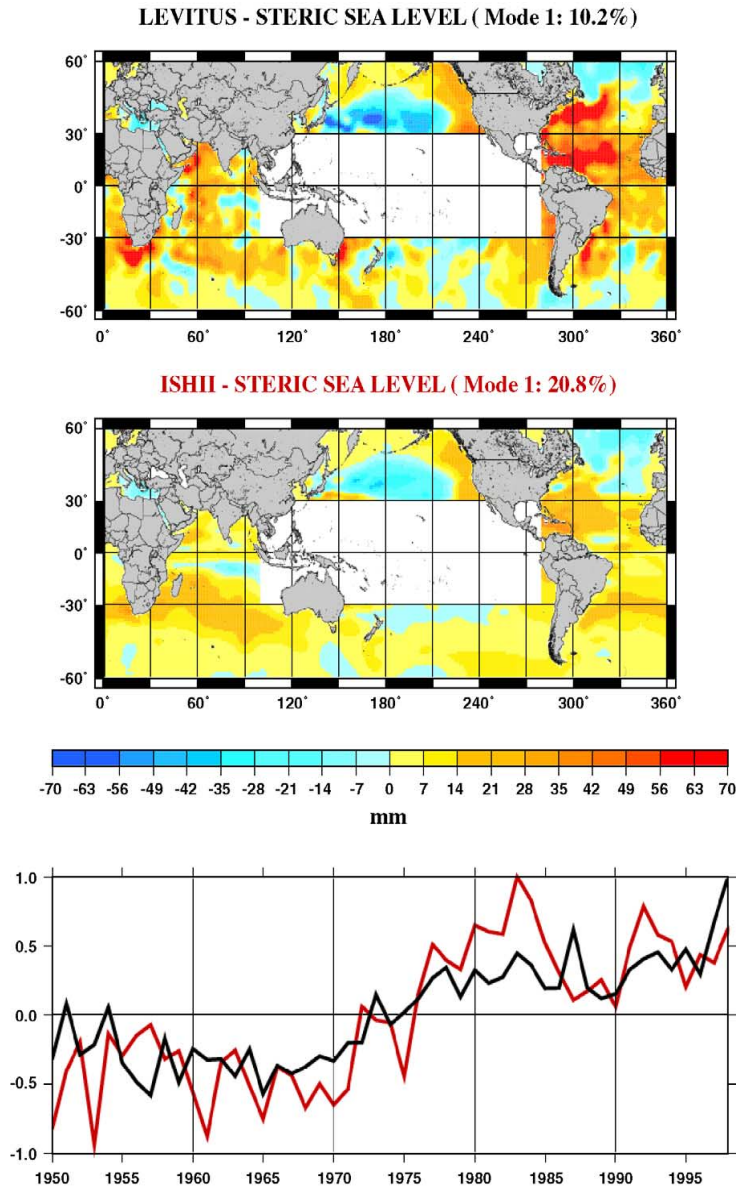 LEVITUS - STERIC SEA LEVEL ( Mode 1: 10.2%)
60˚
30˚
0˚
-30˚
-60˚
0˚ 60˚ 120˚ 180˚ 240˚ 300˚ 360˚
ISHII - STERIC SEA LEVEL ( Mode 1: 20.8%)
60˚
30˚
0˚
-30˚
-60˚
0˚ 60˚ 120˚ 180˚ 240˚ 300˚ 360˚
-70 -63 -56 -49 -42 -35 -28 -21 -14 -7 0 7 14 21 28 35 42 49 56 63 70
mm
1.0
0.5
0.0
-0.5
-1.0
1950 1955 1960 1965 1970 1975 1980 1985 1990 1995